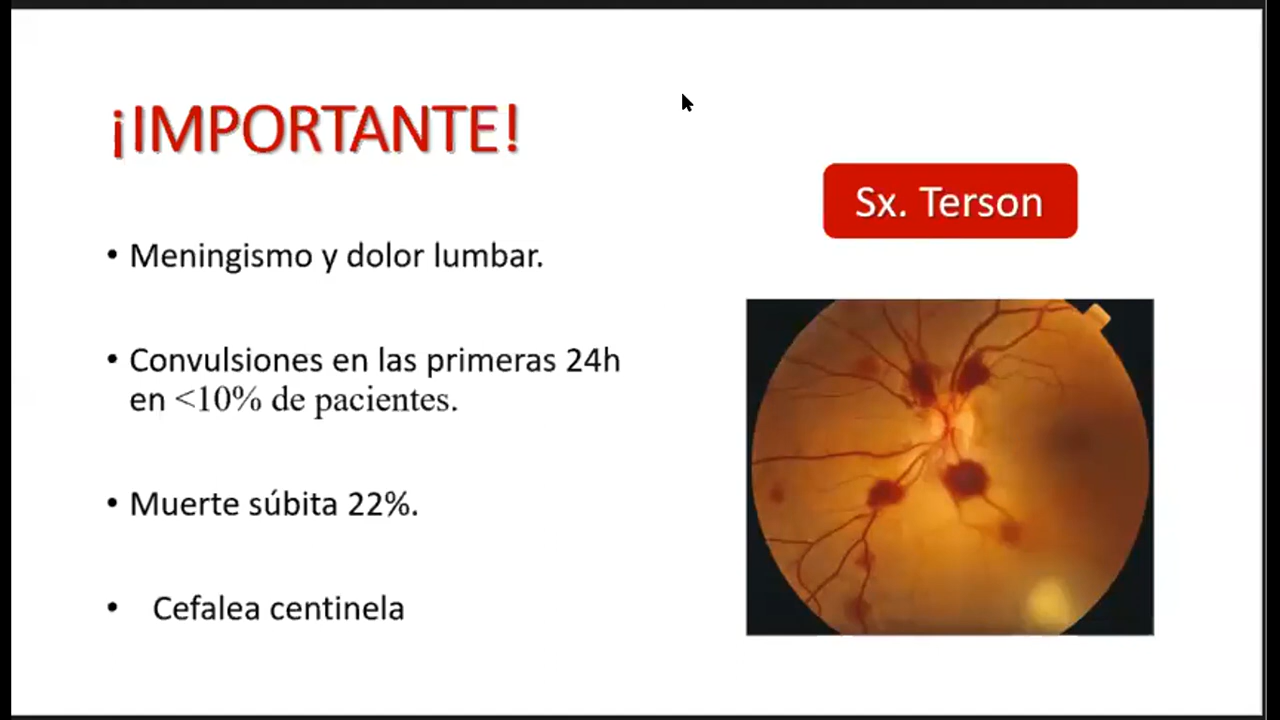 ¡IMPORTANTE!
Sx. Terson
• Meningismo y dolor lumbar.
• Convulsiones en las primeras 24h
en <10% de pacientes.
• Muerte súbita 22%.
• Cefalea centinela